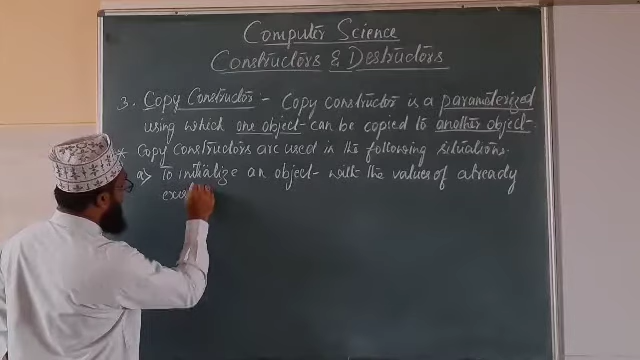 Computer Science
Constructors & Destructors
3. Copy Constructor :- Copy constructor is a parameterized
using which one object can be copied to another object.
* Copy Constructors are used in the following situations.
a) To initialize an object with the values of already